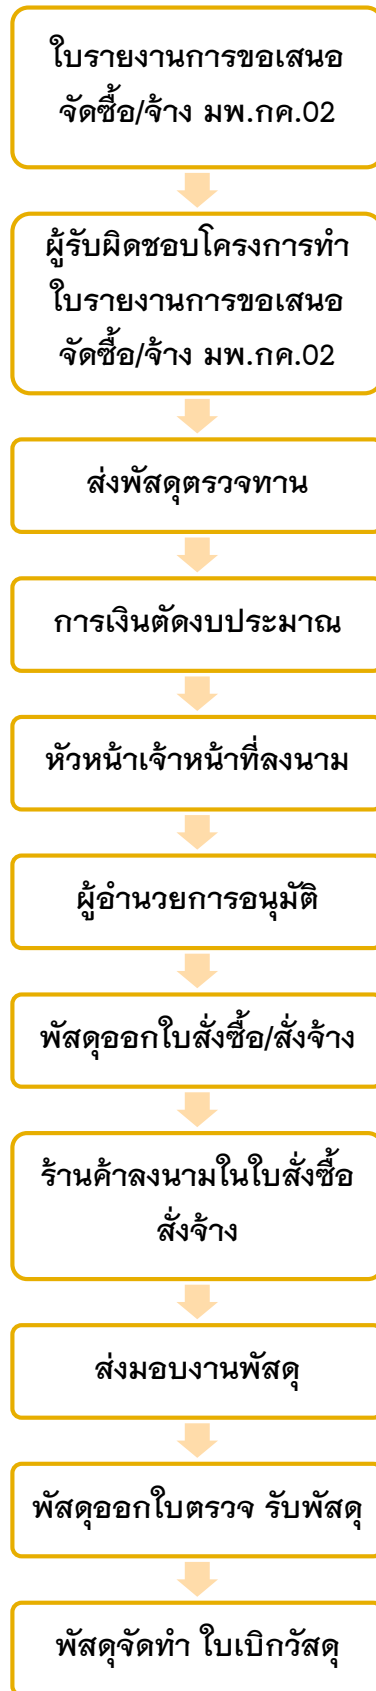 ใบรายงานการขอเสนอ
จัดซื้อ/จ้าง มพ.กค.02
ผู้รับผิดชอบโครงการทำ
ใบรายงานการขอเสนอ
จัดซื้อ/จ้าง มพ.กค.02
ส่งพัสดุตรวจทาน
การเงินตัดงบประมาณ
หัวหน้าเจ้าหน้าที่ลงนาม
ผู้อำนวยการอนุมัติ
พัสดุออกใบสั่งซื้อ/สั่งจ้าง
ร้านค้าลงนามในใบสั่งซื้อ
สั่งจ้าง
ส่งมอบงานพัสดุ
พัสดุออกใบตรวจ รับพัสดุ
พัสดุจัดทำ ใบเบิกวัสดุ